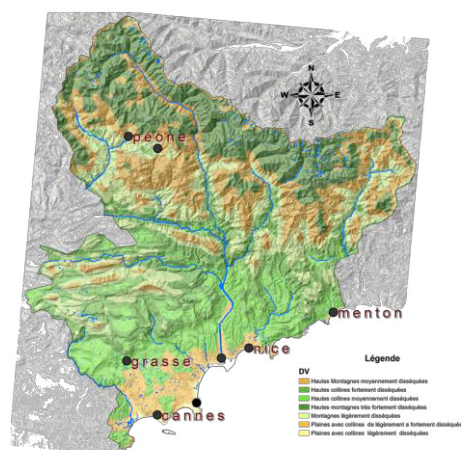 N
W E
S
péone
menton
nice
grasse
cannes
Légende
DV
Hautes Montagnes moyennement disséquées
Hautes collines fortement disséquées
Hautes collines moyennement disséquées
Hautes montagnes très fortement disséquées
Montagnes légèrement disséquées
Plaines avec collines de légèrement a fortement disséquées
Plaines avec collines légèrement disséquées